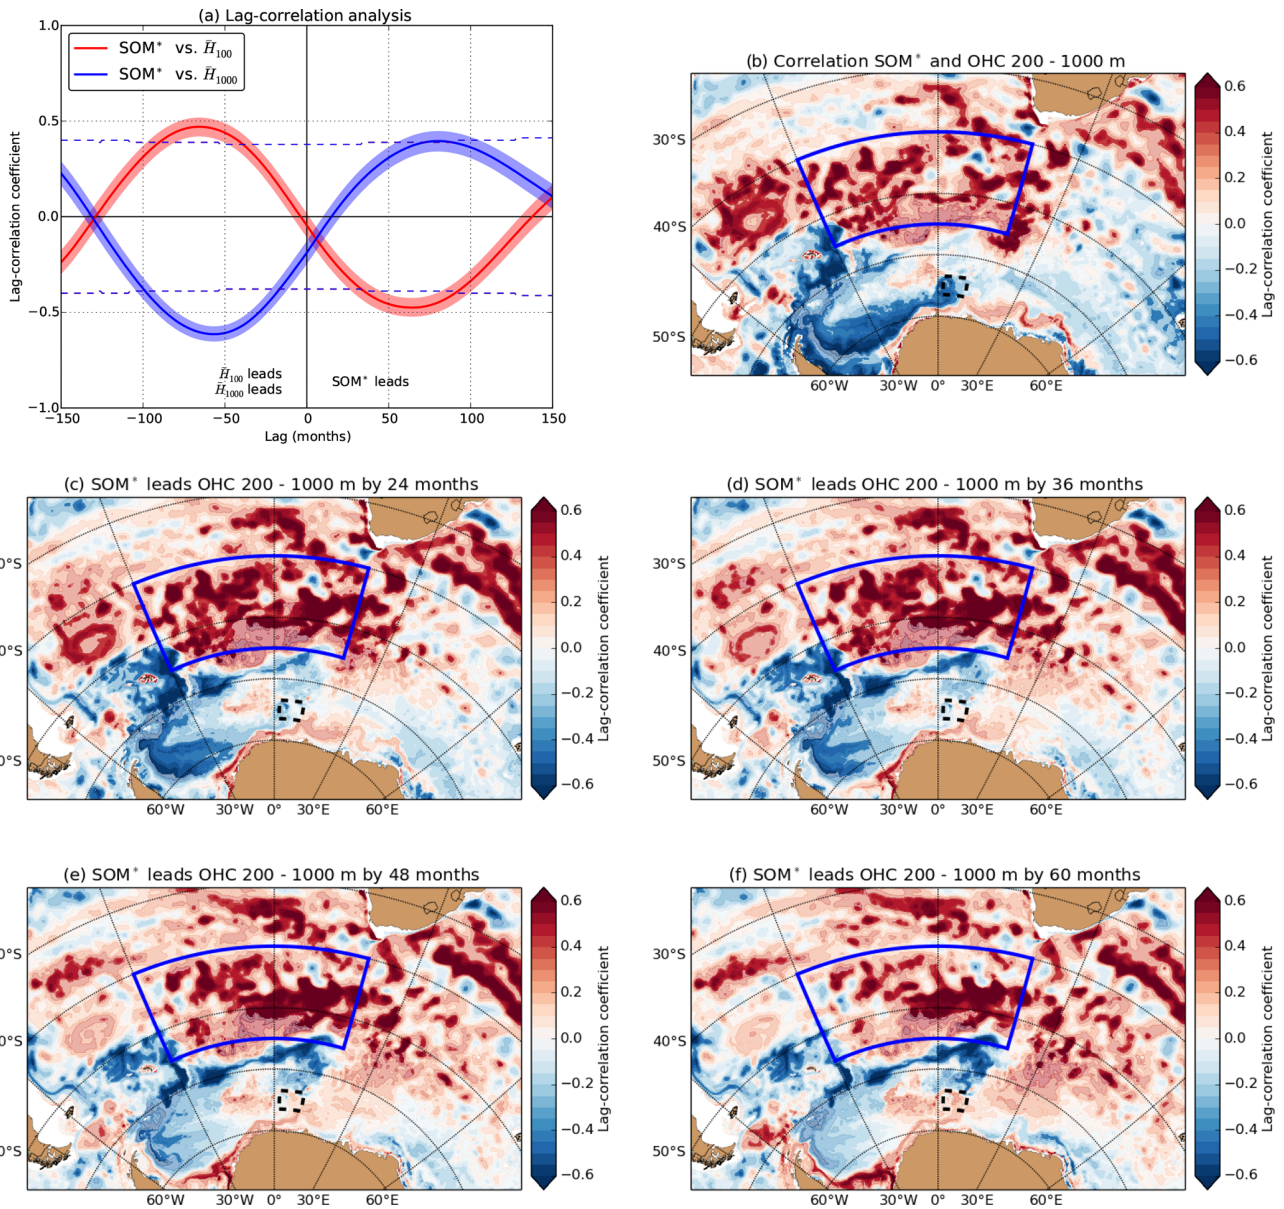 (a) Lag-correlation analysis
1.0
0.5
0.0
−0.5
−1.0
Lag-correlation coefficient
SOM* vs. H̄100
SOM* vs. H̄1000
H̄100 leads
H̄1000 leads
SOM* leads
−150 −100 −50 0 50 100 150
Lag (months)
(b) Correlation SOM* and OHC 200 - 1000 m
30°S
40°S
50°S
60°W 30°W 0° 30°E 60°E
0.6
0.4
0.2
0.0
−0.2
−0.4
−0.6
Lag-correlation coefficient
(c) SOM* leads OHC 200 - 1000 m by 24 months
0°S
0°S
0°S
60°W 30°W 0° 30°E 60°E
0.6
0.4
0.2
0.0
−0.2
−0.4
−0.6
Lag-correlation coefficient
(d) SOM* leads OHC 200 - 1000 m by 36 months
30°S
40°S
50°S
60°W 30°W 0° 30°E 60°E
0.6
0.4
0.2
0.0
−0.2
−0.4
−0.6
Lag-correlation coefficient
(e) SOM* leads OHC 200 - 1000 m by 48 months
0°S
0°S
0°S
60°W 30°W 0° 30°E 60°E
0.6
0.4
0.2
0.0
−0.2
−0.4
−0.6
Lag-correlation coefficient
(f) SOM* leads OHC 200 - 1000 m by 60 months
30°S
40°S
50°S
60°W 30°W 0° 30°E 60°E
0.6
0.4
0.2
0.0
−0.2
−0.4
−0.6
Lag-correlation coefficient